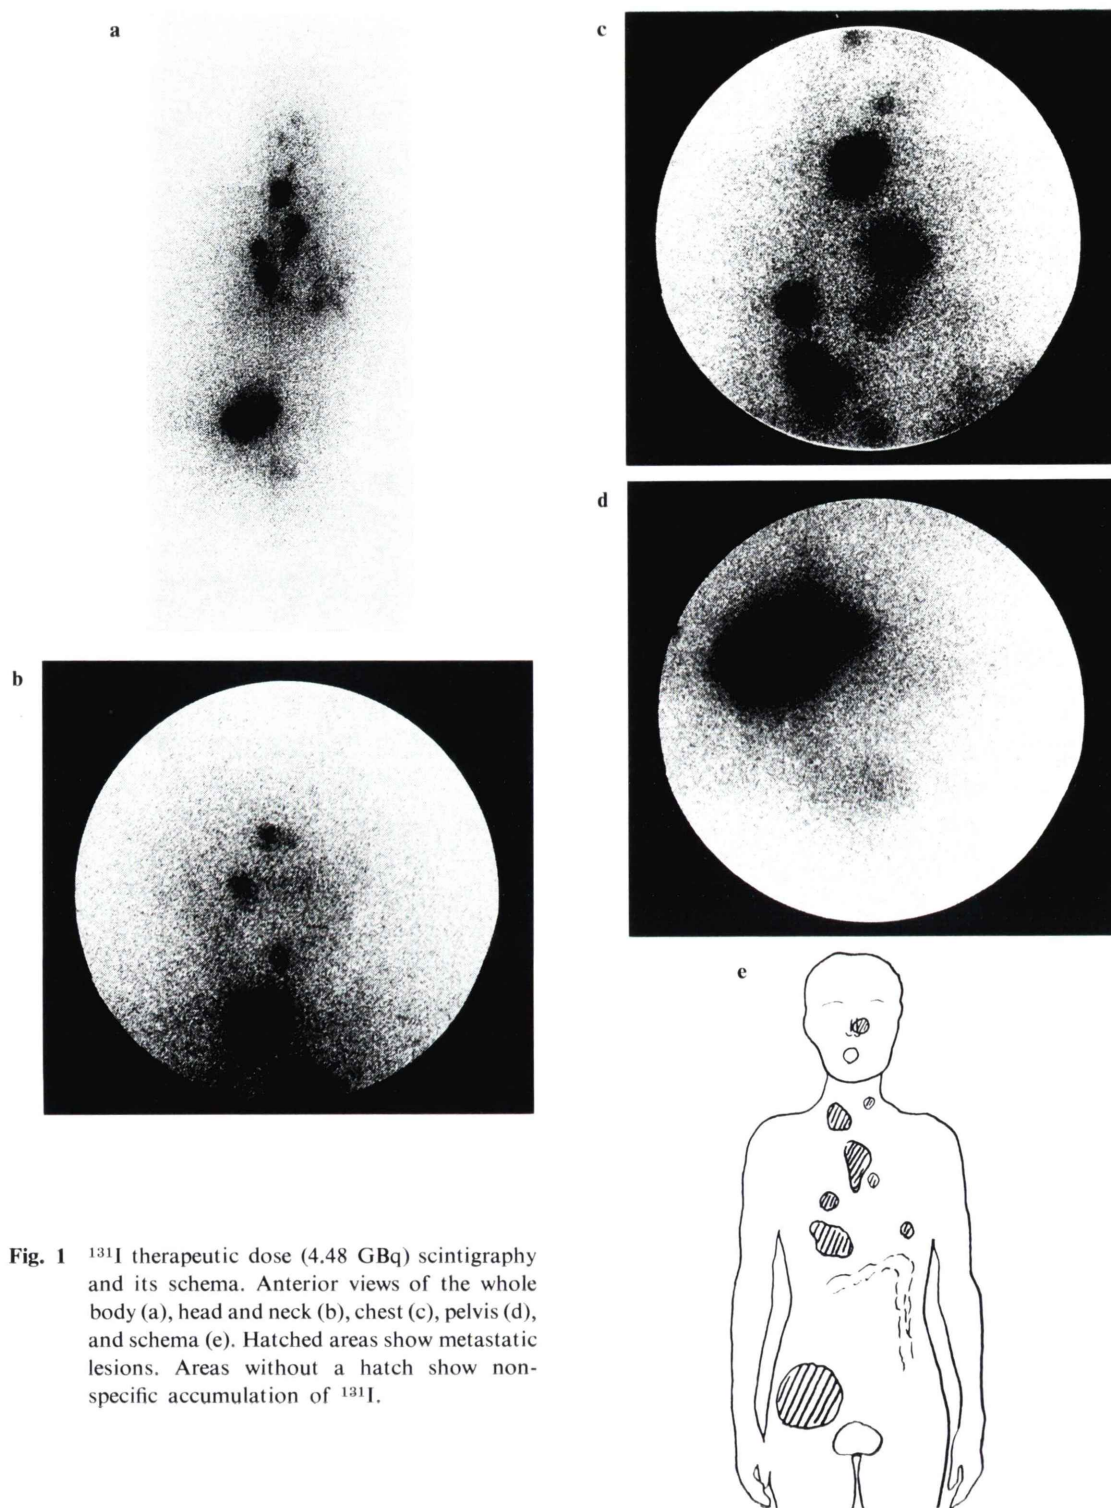 a
c
d
b
e
Fig. 1 ¹³¹I therapeutic dose (4.48 GBq) scintigraphy
and its schema. Anterior views of the whole
body (a), head and neck (b), chest (c), pelvis (d),
and schema (e). Hatched areas show metastatic
lesions. Areas without a hatch show non-
specific accumulation of ¹³¹I.